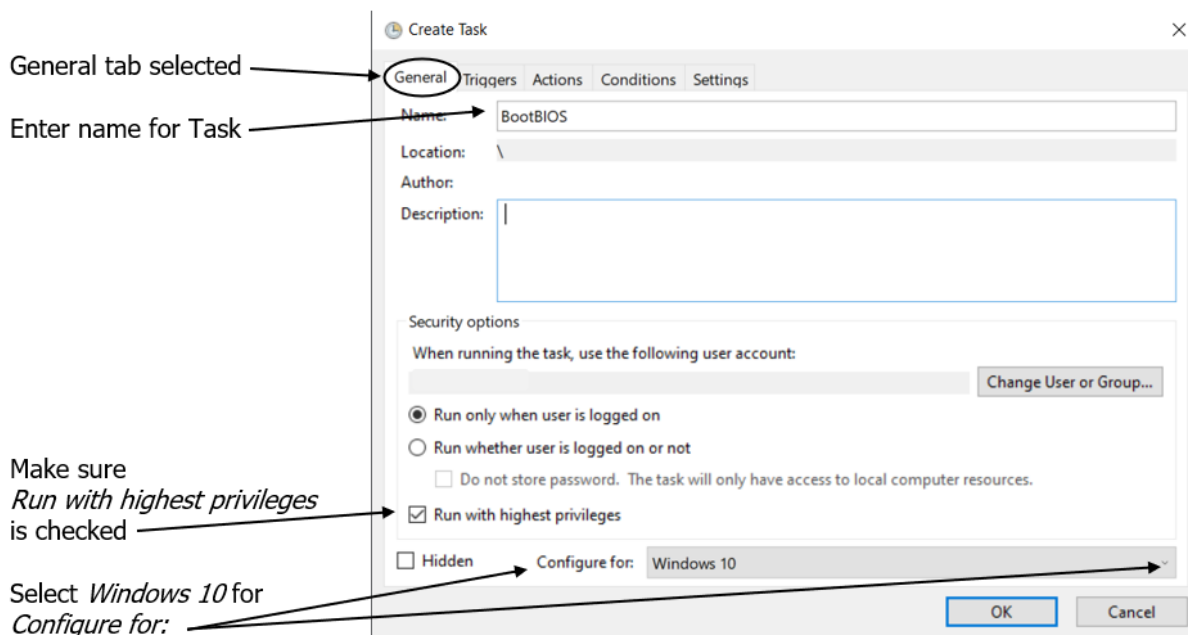 Create Task
General tab selected
General Triggers Actions Conditions Settings
Enter name for Task
Name: BootBIOS
Location: \
Author:
Description:
Security options
When running the task, use the following user account:
Change User or Group...
Run only when user is logged on
Run whether user is logged on or not
Do not store password. The task will only have access to local computer resources.
Make sure
Run with highest privileges
is checked
Run with highest privileges
Hidden Configure for: Windows 10
Select Windows 10 for
Configure for:
OK Cancel